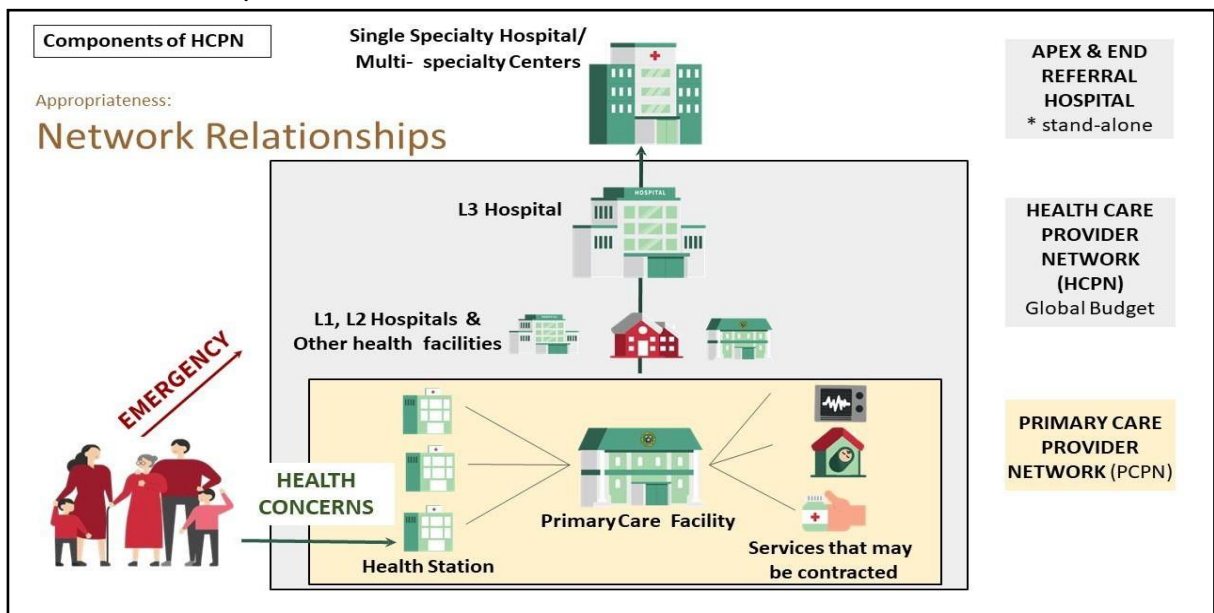 Components of HCPN
Single Specialty Hospital/
Multi- specialty Centers
APEX & END
REFERRAL
HOSPITAL
* stand-alone
Appropriateness:
Network Relationships
HOSPITAL
L3 Hospital
HEALTH CARE
PROVIDER
NETWORK
(HCPN)
Global Budget
L1, L2 Hospitals &
Other health facilities
EMERGENCY
HEALTH
CONCERNS
Primary Care Facility
Health Station
Services that may
be contracted
PRIMARY CARE
PROVIDER
NETWORK (PCPN)